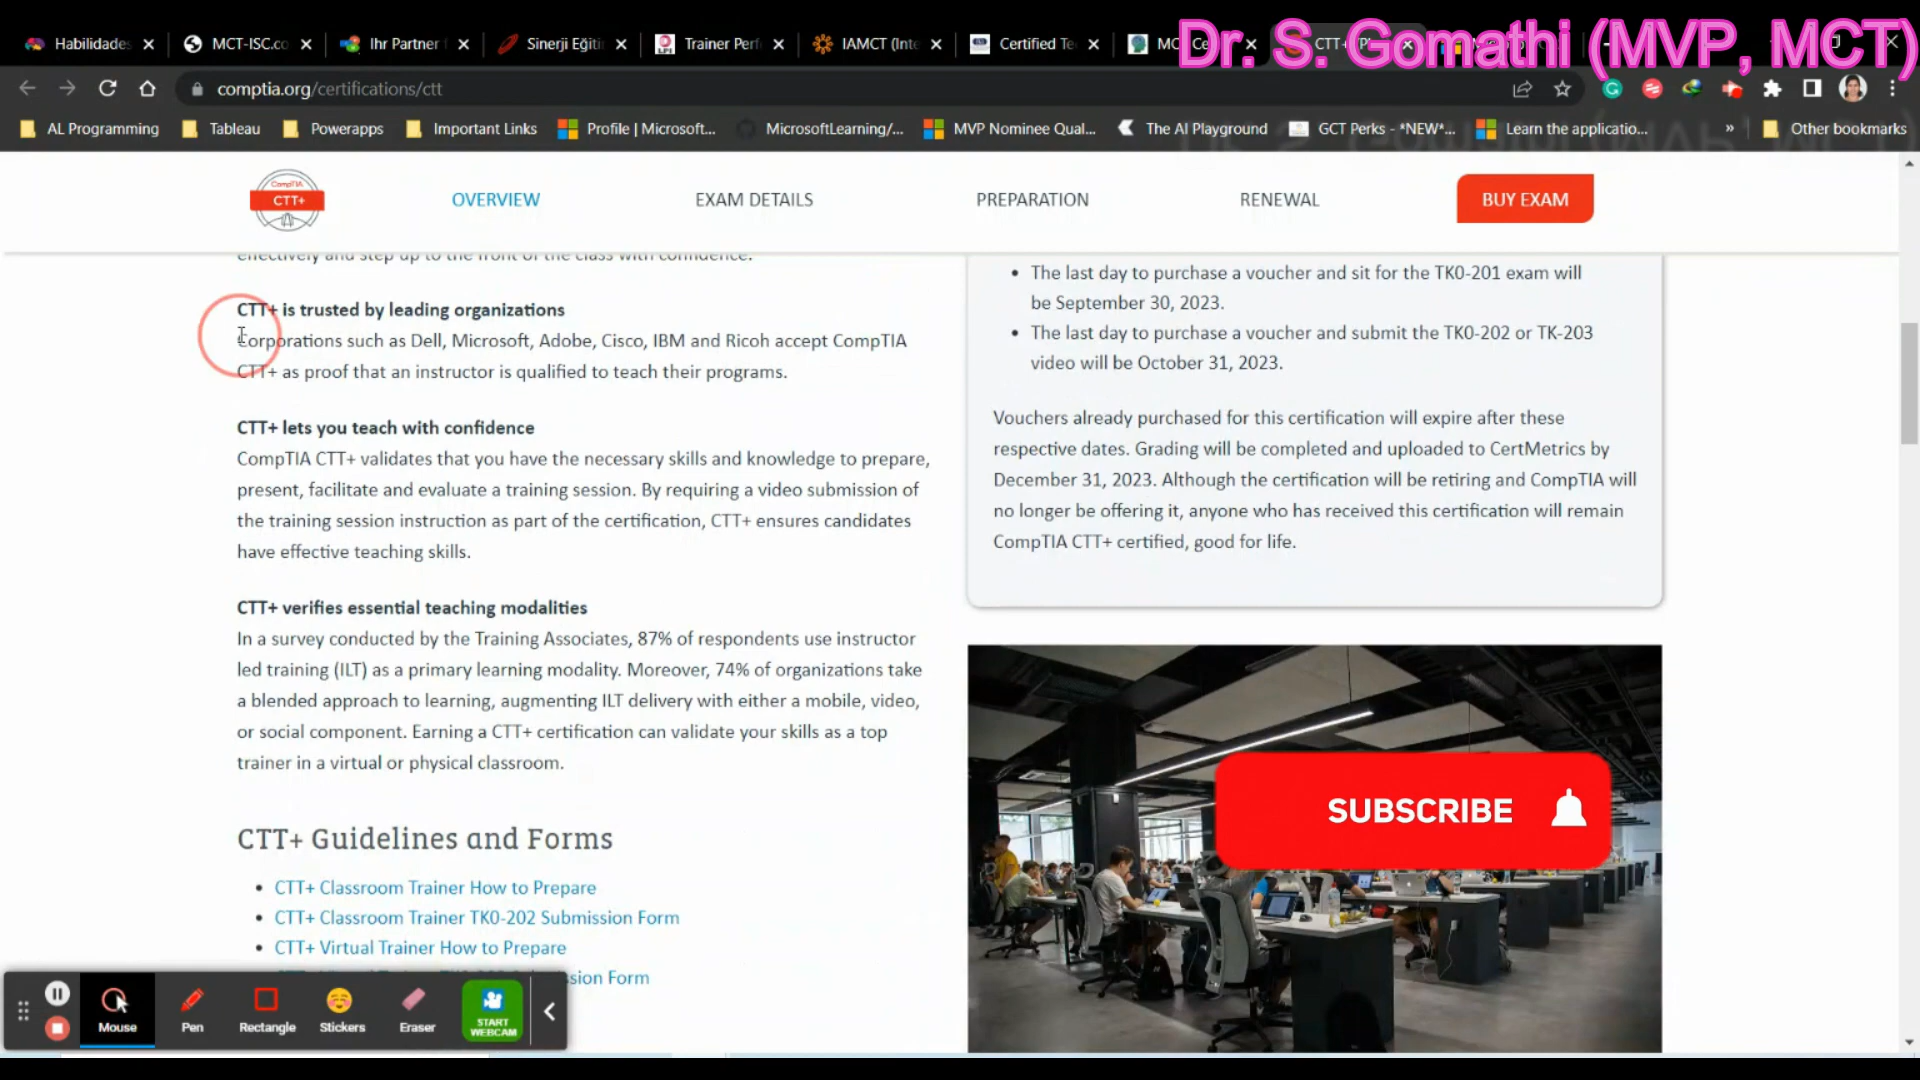 Dr. S. Gomathi (MVP, MCT)
Habilidades
MCT-ISC.co
Ihr Partner
Sinerji Eğiti
Trainer Perf
IAMCT (Inte
Certified Te
comptia.org/certifications/ctt
AL Programming
Tableau
Powerapps
Important Links
Profile | Microsoft...
MicrosoftLearning/...
MVP Nominee Qual...
The AI Playground
GCT Perks - *NEW*...
Learn the applicatio...
»
Other bookmarks
CompTIA
CTT+
OVERVIEW
EXAM DETAILS
PREPARATION
RENEWAL
BUY EXAM
effectively and step up to the front of the class with confidence.
CTT+ is trusted by leading organizations
Corporations such as Dell, Microsoft, Adobe, Cisco, IBM and Ricoh accept CompTIA
CTT+ as proof that an instructor is qualified to teach their programs.
CTT+ lets you teach with confidence
CompTIA CTT+ validates that you have the necessary skills and knowledge to prepare,
present, facilitate and evaluate a training session. By requiring a video submission of
the training session instruction as part of the certification, CTT+ ensures candidates
have effective teaching skills.
CTT+ verifies essential teaching modalities
In a survey conducted by the Training Associates, 87% of respondents use instructor
led training (ILT) as a primary learning modality. Moreover, 74% of organizations take
a blended approach to learning, augmenting ILT delivery with either a mobile, video,
or social component. Earning a CTT+ certification can validate your skills as a top
trainer in a virtual or physical classroom.
CTT+ Guidelines and Forms
• CTT+ Classroom Trainer How to Prepare
• CTT+ Classroom Trainer TK0-202 Submission Form
• CTT+ Virtual Trainer How to Prepare
ssion Form
• The last day to purchase a voucher and sit for the TK0-201 exam will
be September 30, 2023.
• The last day to purchase a voucher and submit the TK0-202 or TK-203
video will be October 31, 2023.
Vouchers already purchased for this certification will expire after these
respective dates. Grading will be completed and uploaded to CertMetrics by
December 31, 2023. Although the certification will be retiring and CompTIA will
no longer be offering it, anyone who has received this certification will remain
CompTIA CTT+ certified, good for life.
SUBSCRIBE
Mouse
Pen
Rectangle
Stickers
Eraser
START
WEBCAM